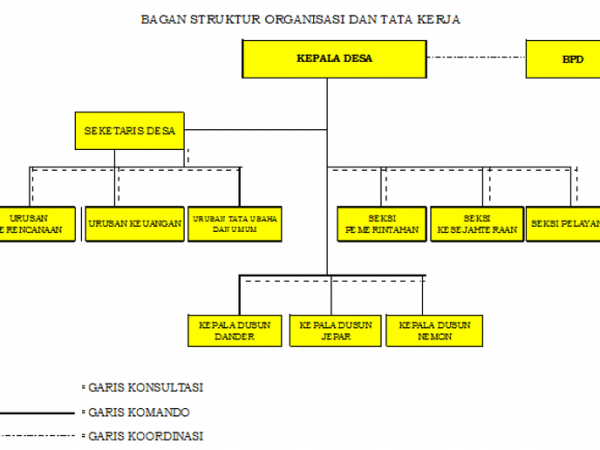 BAGAN STRUKTUR ORGANISASI DAN TATA KERJA
KEPALA DESA
BPD
SEKETARIS DESA
URUSAN
ERENCANAAN
URUSAN KEUANGAN
URUSAN TATA USAHA
DAN UMUM
SEKSI
PEMERINTAHAN
SEKSI
KESEJAHTERAAN
SEKSI PELAYAN
KEPALA DUSUN
DANDER
KEPALA DUSUN
JEPAR
KEPALA DUSUN
NEMON
= GARIS KONSULTASI
= GARIS KOMANDO
= GARIS KOORDINASI